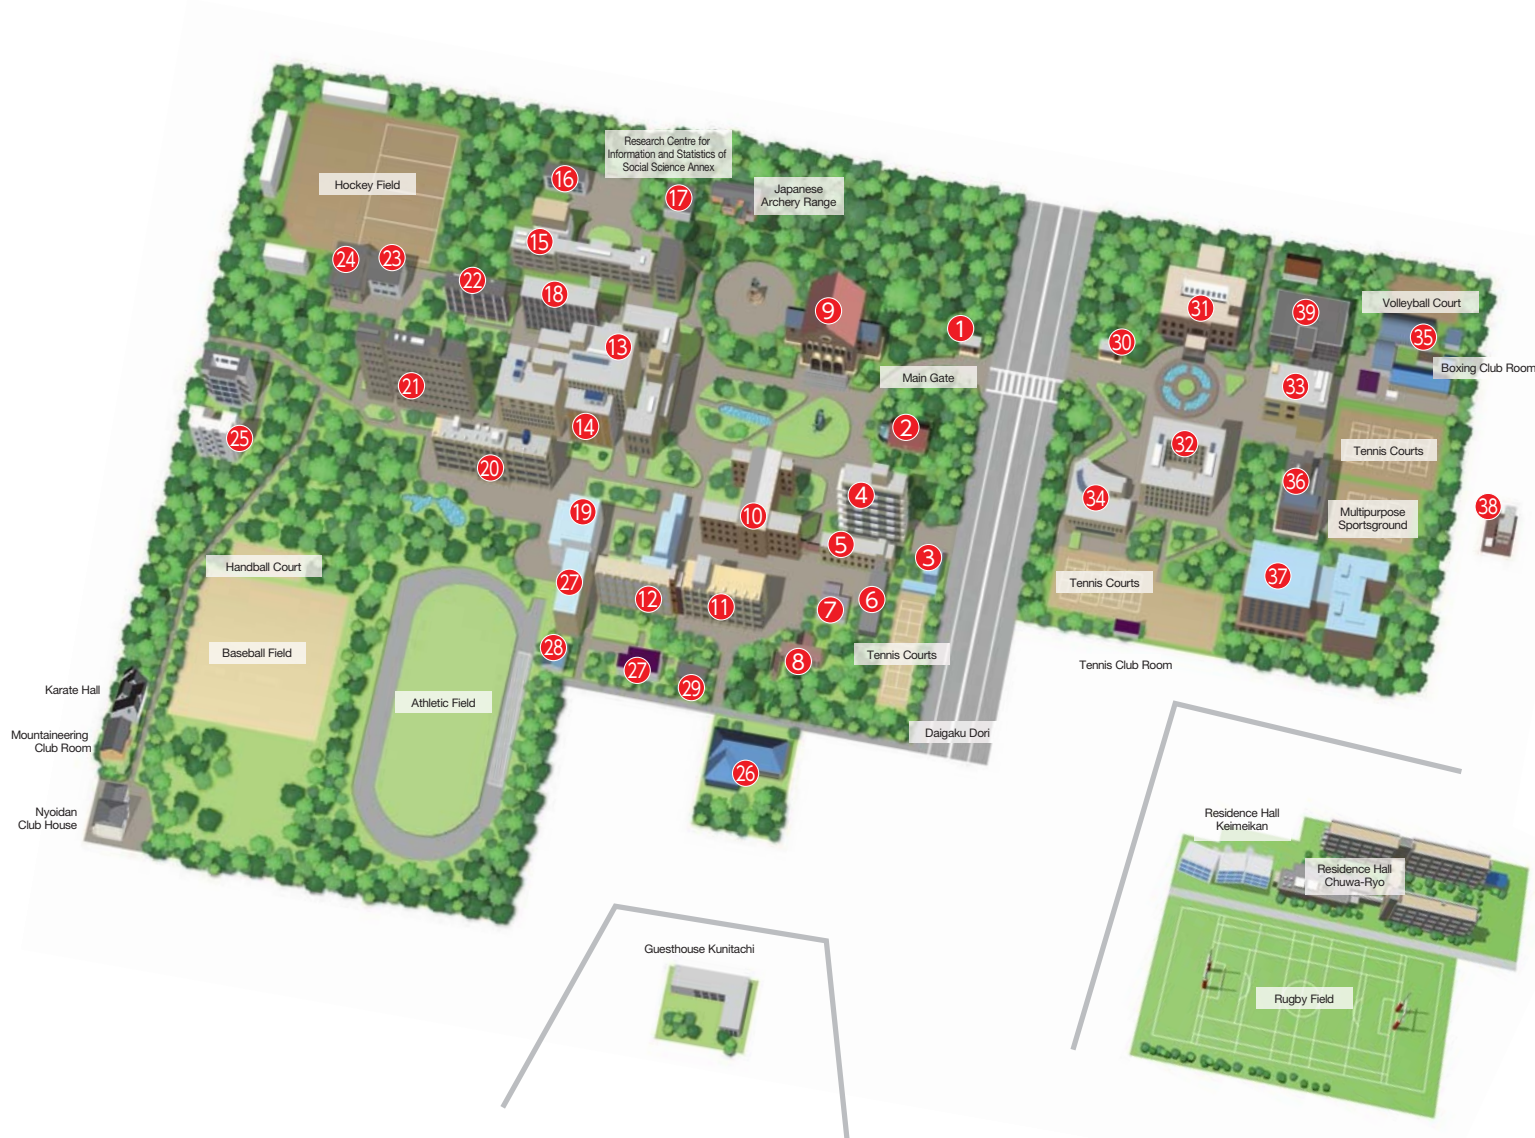 Research Centre for
Information and Statistics of
Social Science Annex
16
17
Hockey Field
Japanese
Archery Range
15
24
23
22
18
9
1
31
39
Volleyball Court
35
30
13
Boxing Club Room
Main Gate
21
33
14
2
25
20
32
Tennis Courts
36
34
4
38
Multipurpose
Sportsground
19
10
5
3
Handball Court
27
12
11
7
6
Tennis Courts
37
Baseball Field
28
27
29
8
Tennis Courts
Tennis Club Room
Karate Hall
Athletic Field
Mountaineering
Club Room
Daigaku Dori
26
Nyoidan
Club House
Residence Hall
Keimeikan
Residence Hall
Chuwa-Ryo
Guesthouse Kunitachi
Rugby Field